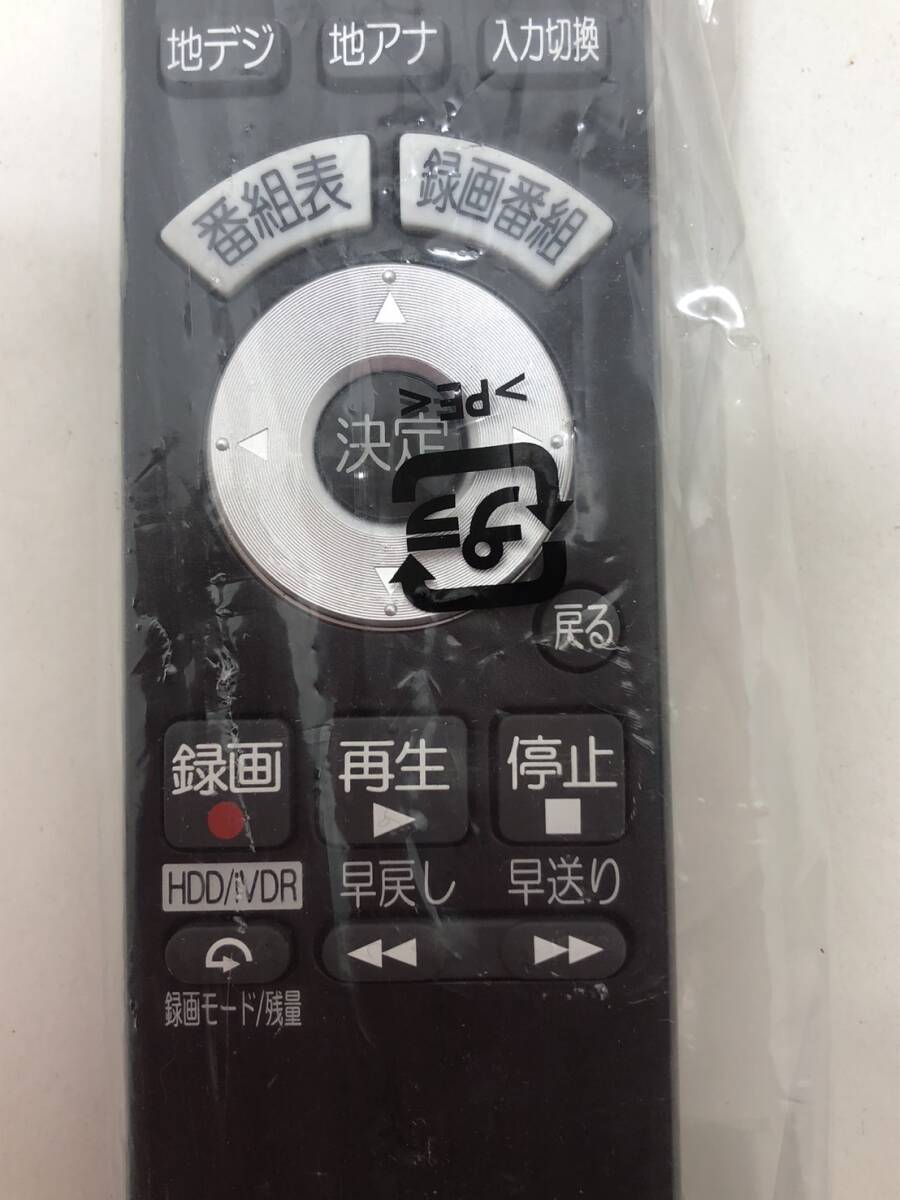 地デジ 地アナ 入力切換
番組表 録画番組
>PE<
決定
プラ
戻る
録画 再生 停止
HDD/iVDR 早戻し 早送り
録画モード/残量